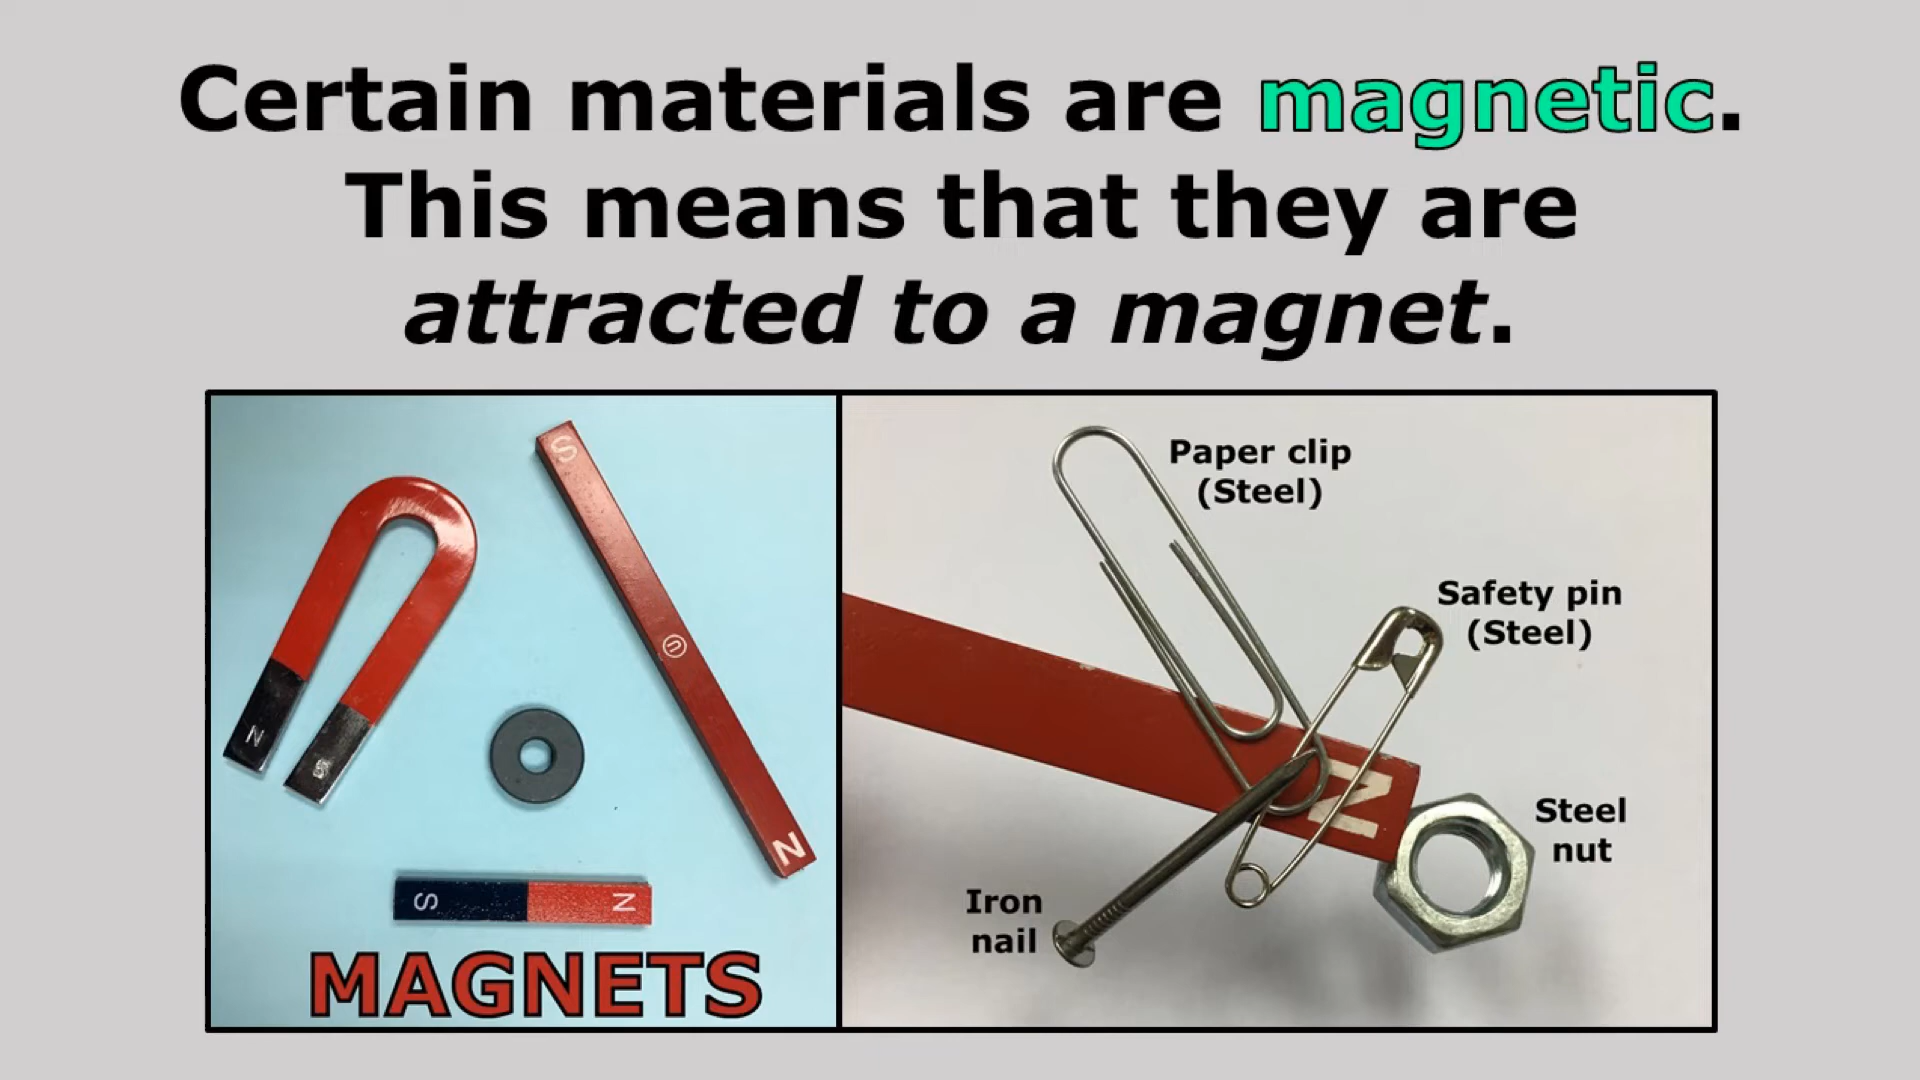 Certain materials are magnetic.
This means that they are
attracted to a magnet.
S
N
S
S
N
MAGNETS
Paper clip
(Steel)
Safety pin
(Steel)
N
Steel
nut
Iron
nail